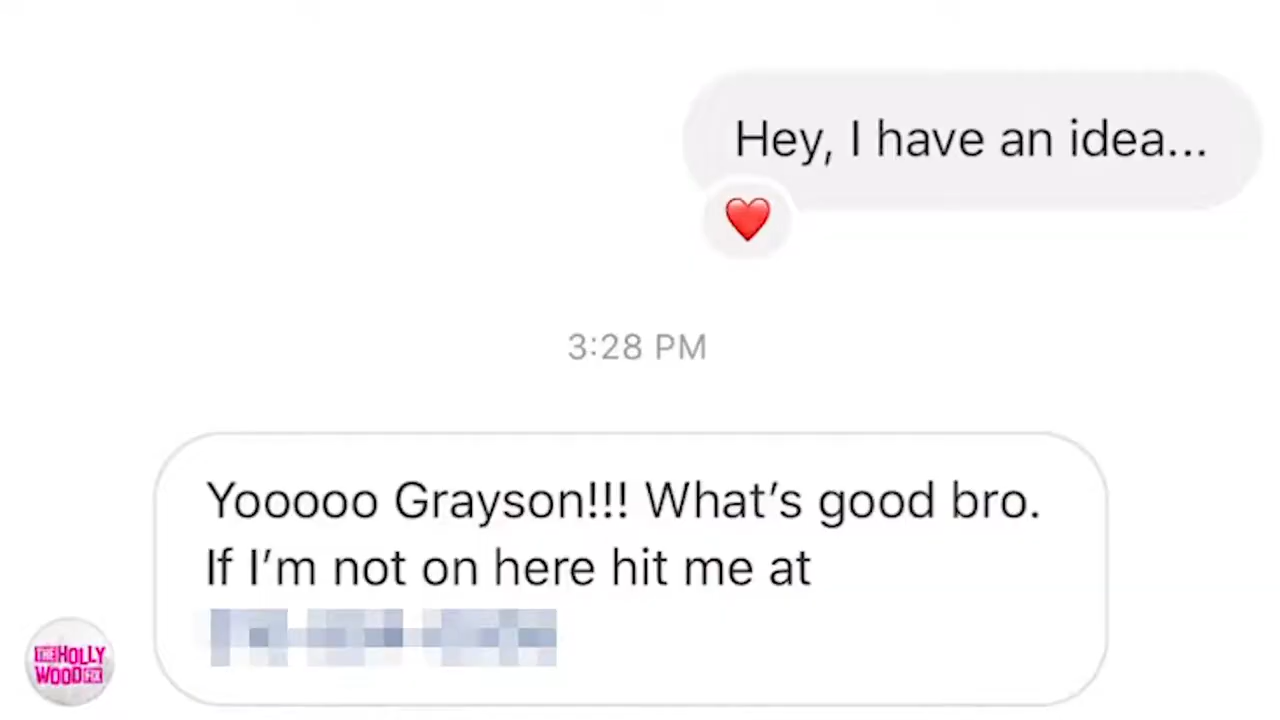 Hey, I have an idea...
3:28 PM
Yooooo Grayson!!! What’s good bro.
If I’m not on here hit me at
THE HOLLY
WOOD FIX